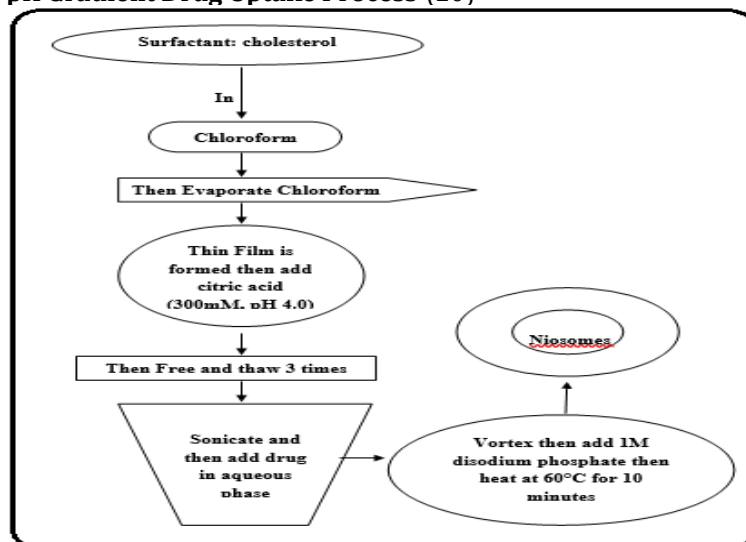 pH Gradient Drug Uptake Process (20)
Surfactant: cholesterol
In
Chloroform
Then Evaporate Chloroform
Thin Film is
formed then add
citric acid
(300mM, pH 4.0)
Then Free and thaw 3 times
Sonicate and
then add drug
in aqueous
phase
Vortex then add 1M
disodium phosphate then
heat at 60°C for 10
minutes
Niosomes